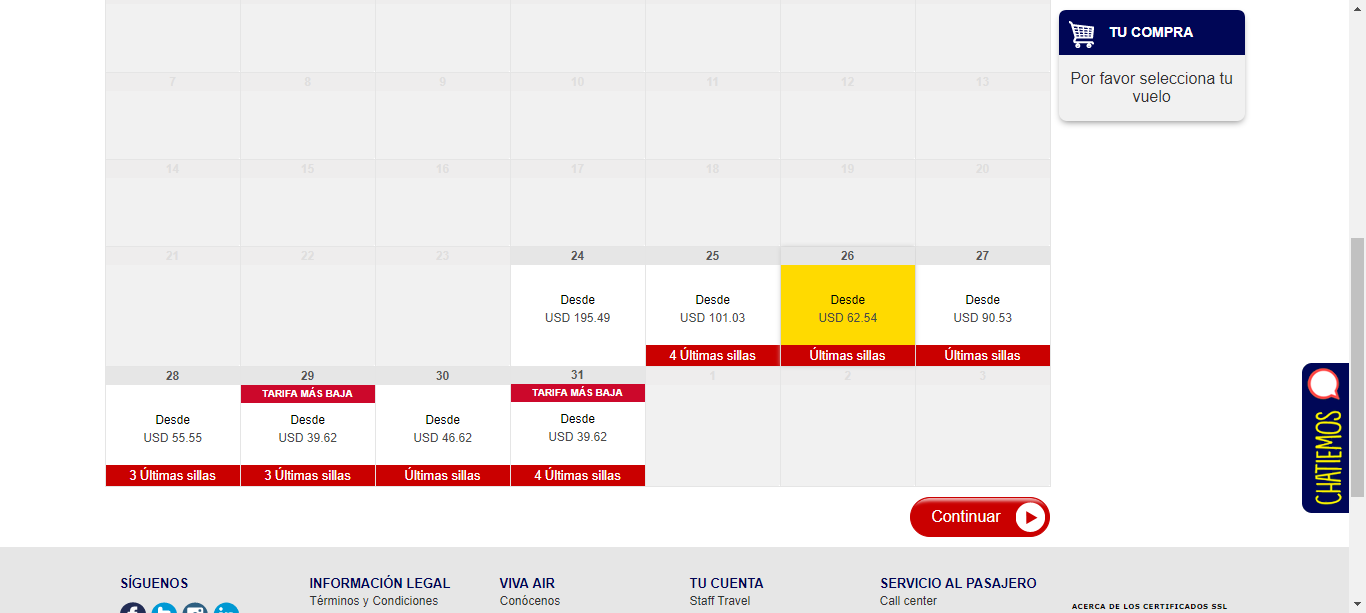 TU COMPRA
Por favor selecciona tu
vuelo
7 8 9 10 11 12 13
14 15 16 17 18 19 20
21 22 23 24 25 26 27
Desde Desde Desde Desde
USD 195.49 USD 101.03 USD 62.54 USD 90.53
4 Últimas sillas Últimas sillas Últimas sillas
28 29 30 31 1 2 3
TARIFA MÁS BAJA TARIFA MÁS BAJA
Desde Desde Desde Desde
USD 55.55 USD 39.62 USD 46.62 USD 39.62
3 Últimas sillas 3 Últimas sillas Últimas sillas 4 Últimas sillas
CHATIEMOS
Continuar
SÍGUENOS INFORMACIÓN LEGAL VIVA AIR TU CUENTA SERVICIO AL PASAJERO
Términos y Condiciones Conócenos Staff Travel Call center
ACERCA DE LOS CERTIFICADOS SSL